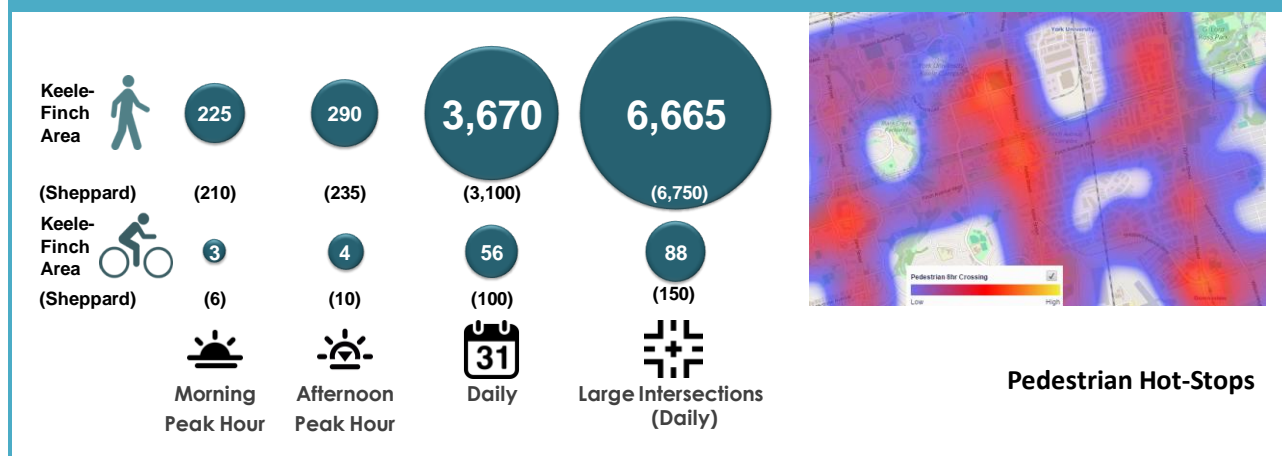 Keele-
Finch
Area
225
290
3,670
6,665
(Sheppard)
(210)
(235)
(3,100)
(6,750)
Keele-
Finch
Area
3
4
56
88
(Sheppard)
(6)
(10)
(100)
(150)
31
Morning
Peak Hour
Afternoon
Peak Hour
Daily
Large Intersections
(Daily)
York University
Pedestrian 8hr Crossing
Low
High
Pedestrian Hot-Stops